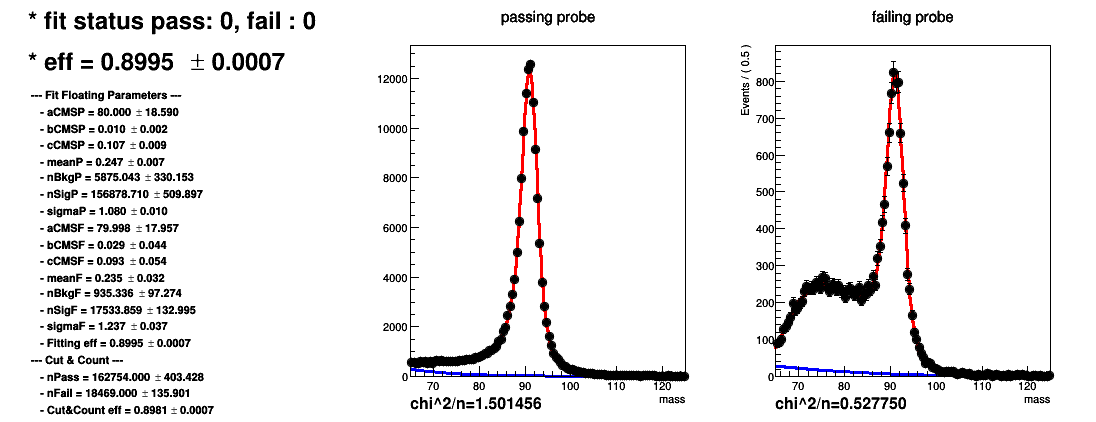 * fit status pass: 0, fail : 0
* eff = 0.8995 ± 0.0007
--- Fit Floating Parameters ---
- aCMSP = 80.000 ± 18.590
- bCMSP = 0.010 ± 0.002
- cCMSP = 0.107 ± 0.009
- meanP = 0.247 ± 0.007
- nBkgP = 5875.043 ± 330.153
- nSigP = 156878.710 ± 509.897
- sigmaP = 1.080 ± 0.010
- aCMSF = 79.998 ± 17.957
- bCMSF = 0.029 ± 0.044
- cCMSF = 0.093 ± 0.054
- meanF = 0.235 ± 0.032
- nBkgF = 935.336 ± 97.274
- nSigF = 17533.859 ± 132.995
- sigmaF = 1.237 ± 0.037
- Fitting eff = 0.8995 ± 0.0007
--- Cut & Count ---
- nPass = 162754.000 ± 403.428
- nFail = 18469.000 ± 135.901
- Cut&Count eff = 0.8981 ± 0.0007
passing probe
12000
10000
8000
6000
4000
2000
0
70 80 90 100 110 120
mass
chi^2/n=1.501456
failing probe
Events / ( 0.5 )
800
700
600
500
400
300
200
100
0
70 80 90 100 110 120
mass
chi^2/n=0.527750